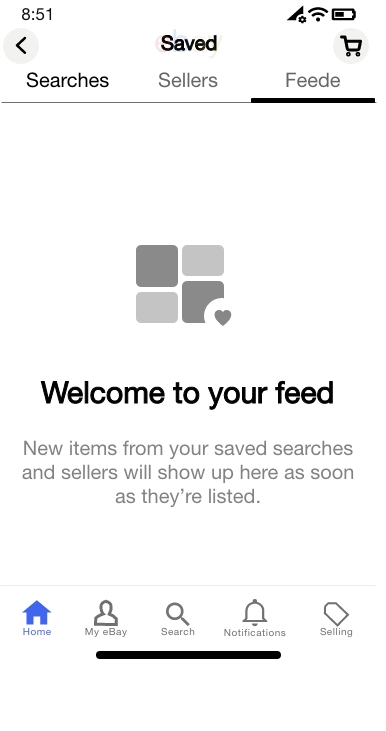 8:51
Saved
Searches Sellers Feede
Welcome to your feed
New items from your saved searches
and sellers will show up here as soon
as they're listed.
Home My eBay Search Notifications Selling